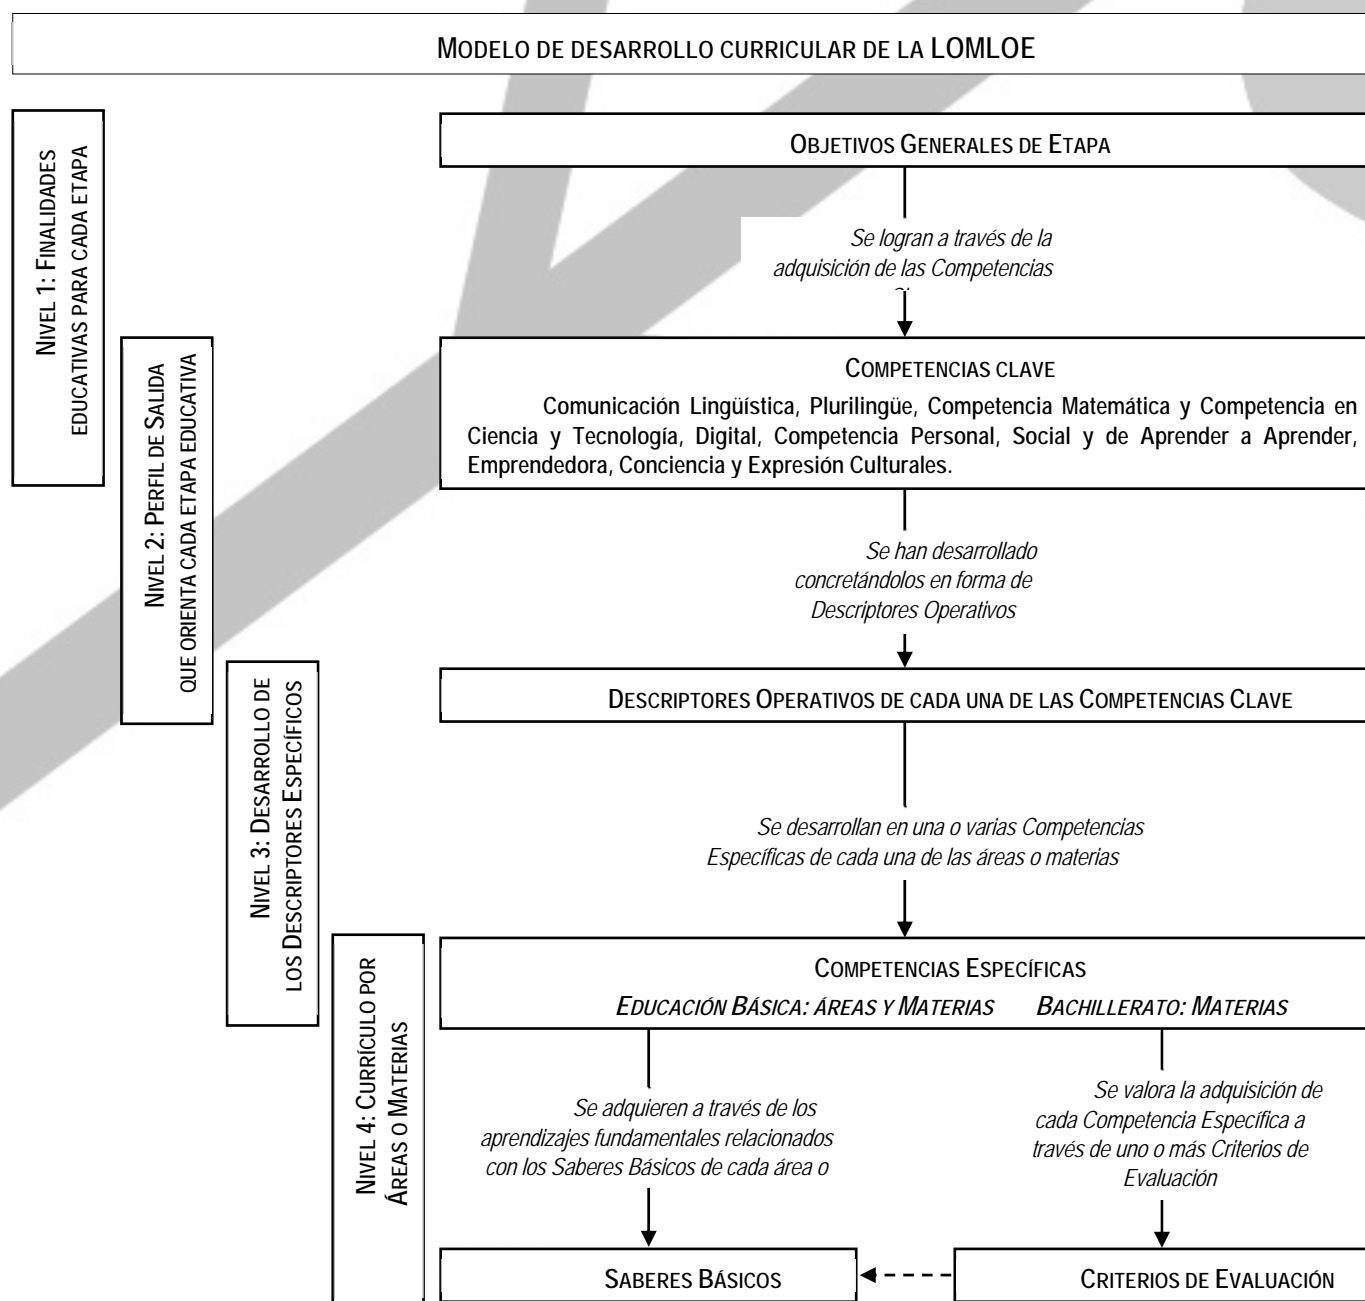 MODELO DE DESARROLLO CURRICULAR DE LA LOMLOE
NIVEL 1: FINALIDADES
EDUCATIVAS PARA CADA ETAPA
OBJETIVOS GENERALES DE ETAPA
Se logran a través de la
adquisición de las Competencias
NIVEL 2: PERFIL DE SALIDA
QUE ORIENTA CADA ETAPA EDUCATIVA
COMPETENCIAS CLAVE
Comunicación Lingüística, Plurilingüe, Competencia Matemática y Competencia en
Ciencia y Tecnología, Digital, Competencia Personal, Social y de Aprender a Aprender,
Emprendedora, Conciencia y Expresión Culturales.
Se han desarrollado
concretándolos en forma de
Descriptores Operativos
NIVEL 3: DESARROLLO DE
LOS DESCRIPTORES ESPECÍFICOS
DESCRIPTORES OPERATIVOS DE CADA UNA DE LAS COMPETENCIAS CLAVE
Se desarrollan en una o varias Competencias
Específicas de cada una de las áreas o materias
NIVEL 4: CURRÍCULO POR
ÁREAS O MATERIAS
COMPETENCIAS ESPECÍFICAS
EDUCACIÓN BÁSICA: ÁREAS Y MATERIAS BACHILLERATO: MATERIAS
Se adquieren a través de los
aprendizajes fundamentales relacionados
con los Saberes Básicos de cada área o
Se valora la adquisición de
cada Competencia Específica a
través de uno o más Criterios de
Evaluación
SABERES BÁSICOS
CRITERIOS DE EVALUACIÓN